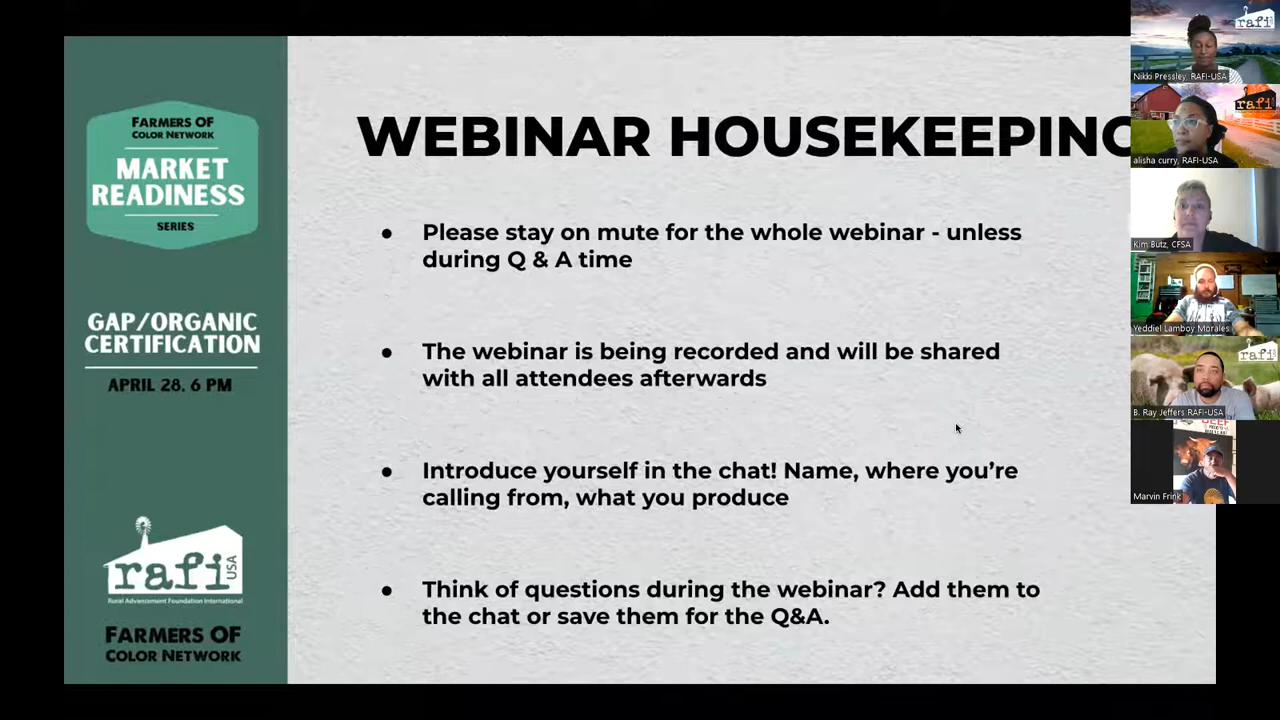 FARMERS OF
COLOR NETWORK
MARKET
READINESS
SERIES
GAP/ORGANIC
CERTIFICATION
APRIL 28. 6 PM
rafi
USA
Rural Advancement Foundation International
FARMERS OF
COLOR NETWORK
WEBINAR HOUSEKEEPING
● Please stay on mute for the whole webinar - unless
during Q & A time
● The webinar is being recorded and will be shared
with all attendees afterwards
● Introduce yourself in the chat! Name, where you’re
calling from, what you produce
● Think of questions during the webinar? Add them to
the chat or save them for the Q&A.
rafi
Nikki Pressley, RAFI-USA
rafi
alisha curry, RAFI-USA
Kim Butz, CFSA
Yeddiel Lamboy Morales
rafi
B. Ray Jeffers RAFI-USA
BEEF
Marvin Frink